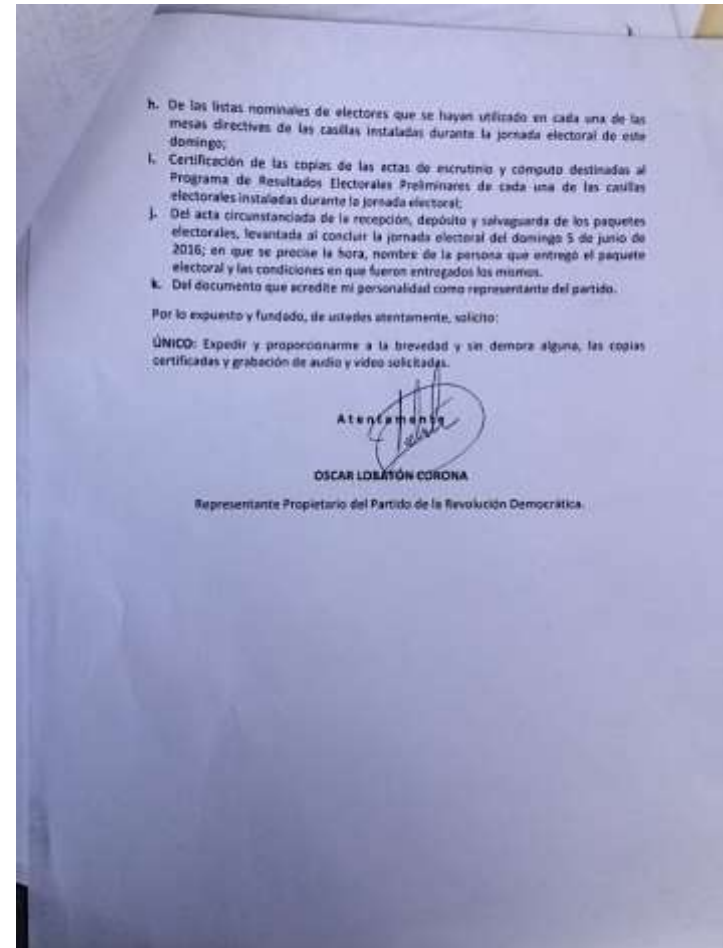 h. De las listas nominales de electores que se hayan utilizado en cada una de las
mesas directivas de las casillas instaladas durante la jornada electoral de este
domingo;
i. Certificación de las copias de las actas de escrutinio y cómputo destinadas al
Programa de Resultados Electorales Preliminares de cada una de las casillas
electorales instaladas durante la jornada electoral;
j. Del acta circunstanciada de la recepción, depósito y salvaguarda de los paquetes
electorales, levantada al concluir la jornada electoral del domingo 5 de junio de
2016; en que se precise la hora, nombre de la persona que entregó el paquete
electoral y las condiciones en que fueron entregados los mismos.
k. Del documento que acredite mi personalidad como representante del partido.
Por lo expuesto y fundado, de ustedes atentamente, solicito:
ÚNICO: Expedir y proporcionarme a la brevedad y sin demora alguna, las copias
certificadas y grabación de audio y video solicitadas.
Atentamente
OSCAR LOBATÓN CORONA
Representante Propietario del Partido de la Revolución Democrática.